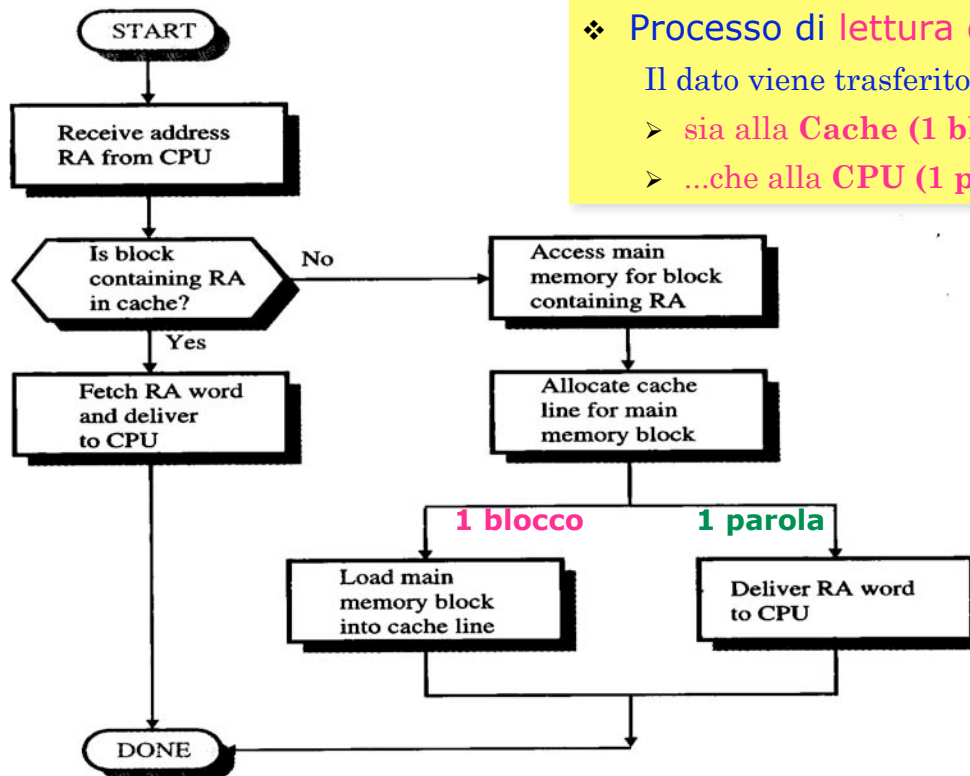 START
❖ Processo di lettura
Il dato viene trasferito
➢ sia alla Cache (1
➢ ...che alla CPU (1
Receive address
RA from CPU
Is block
containing RA
in cache?
No
Access main
memory for block
containing RA
Yes
Fetch RA word
and deliver
to CPU
Allocate cache
line for main
memory block
1 blocco
1 parola
Load main
memory block
into cache line
Deliver RA word
to CPU
DONE